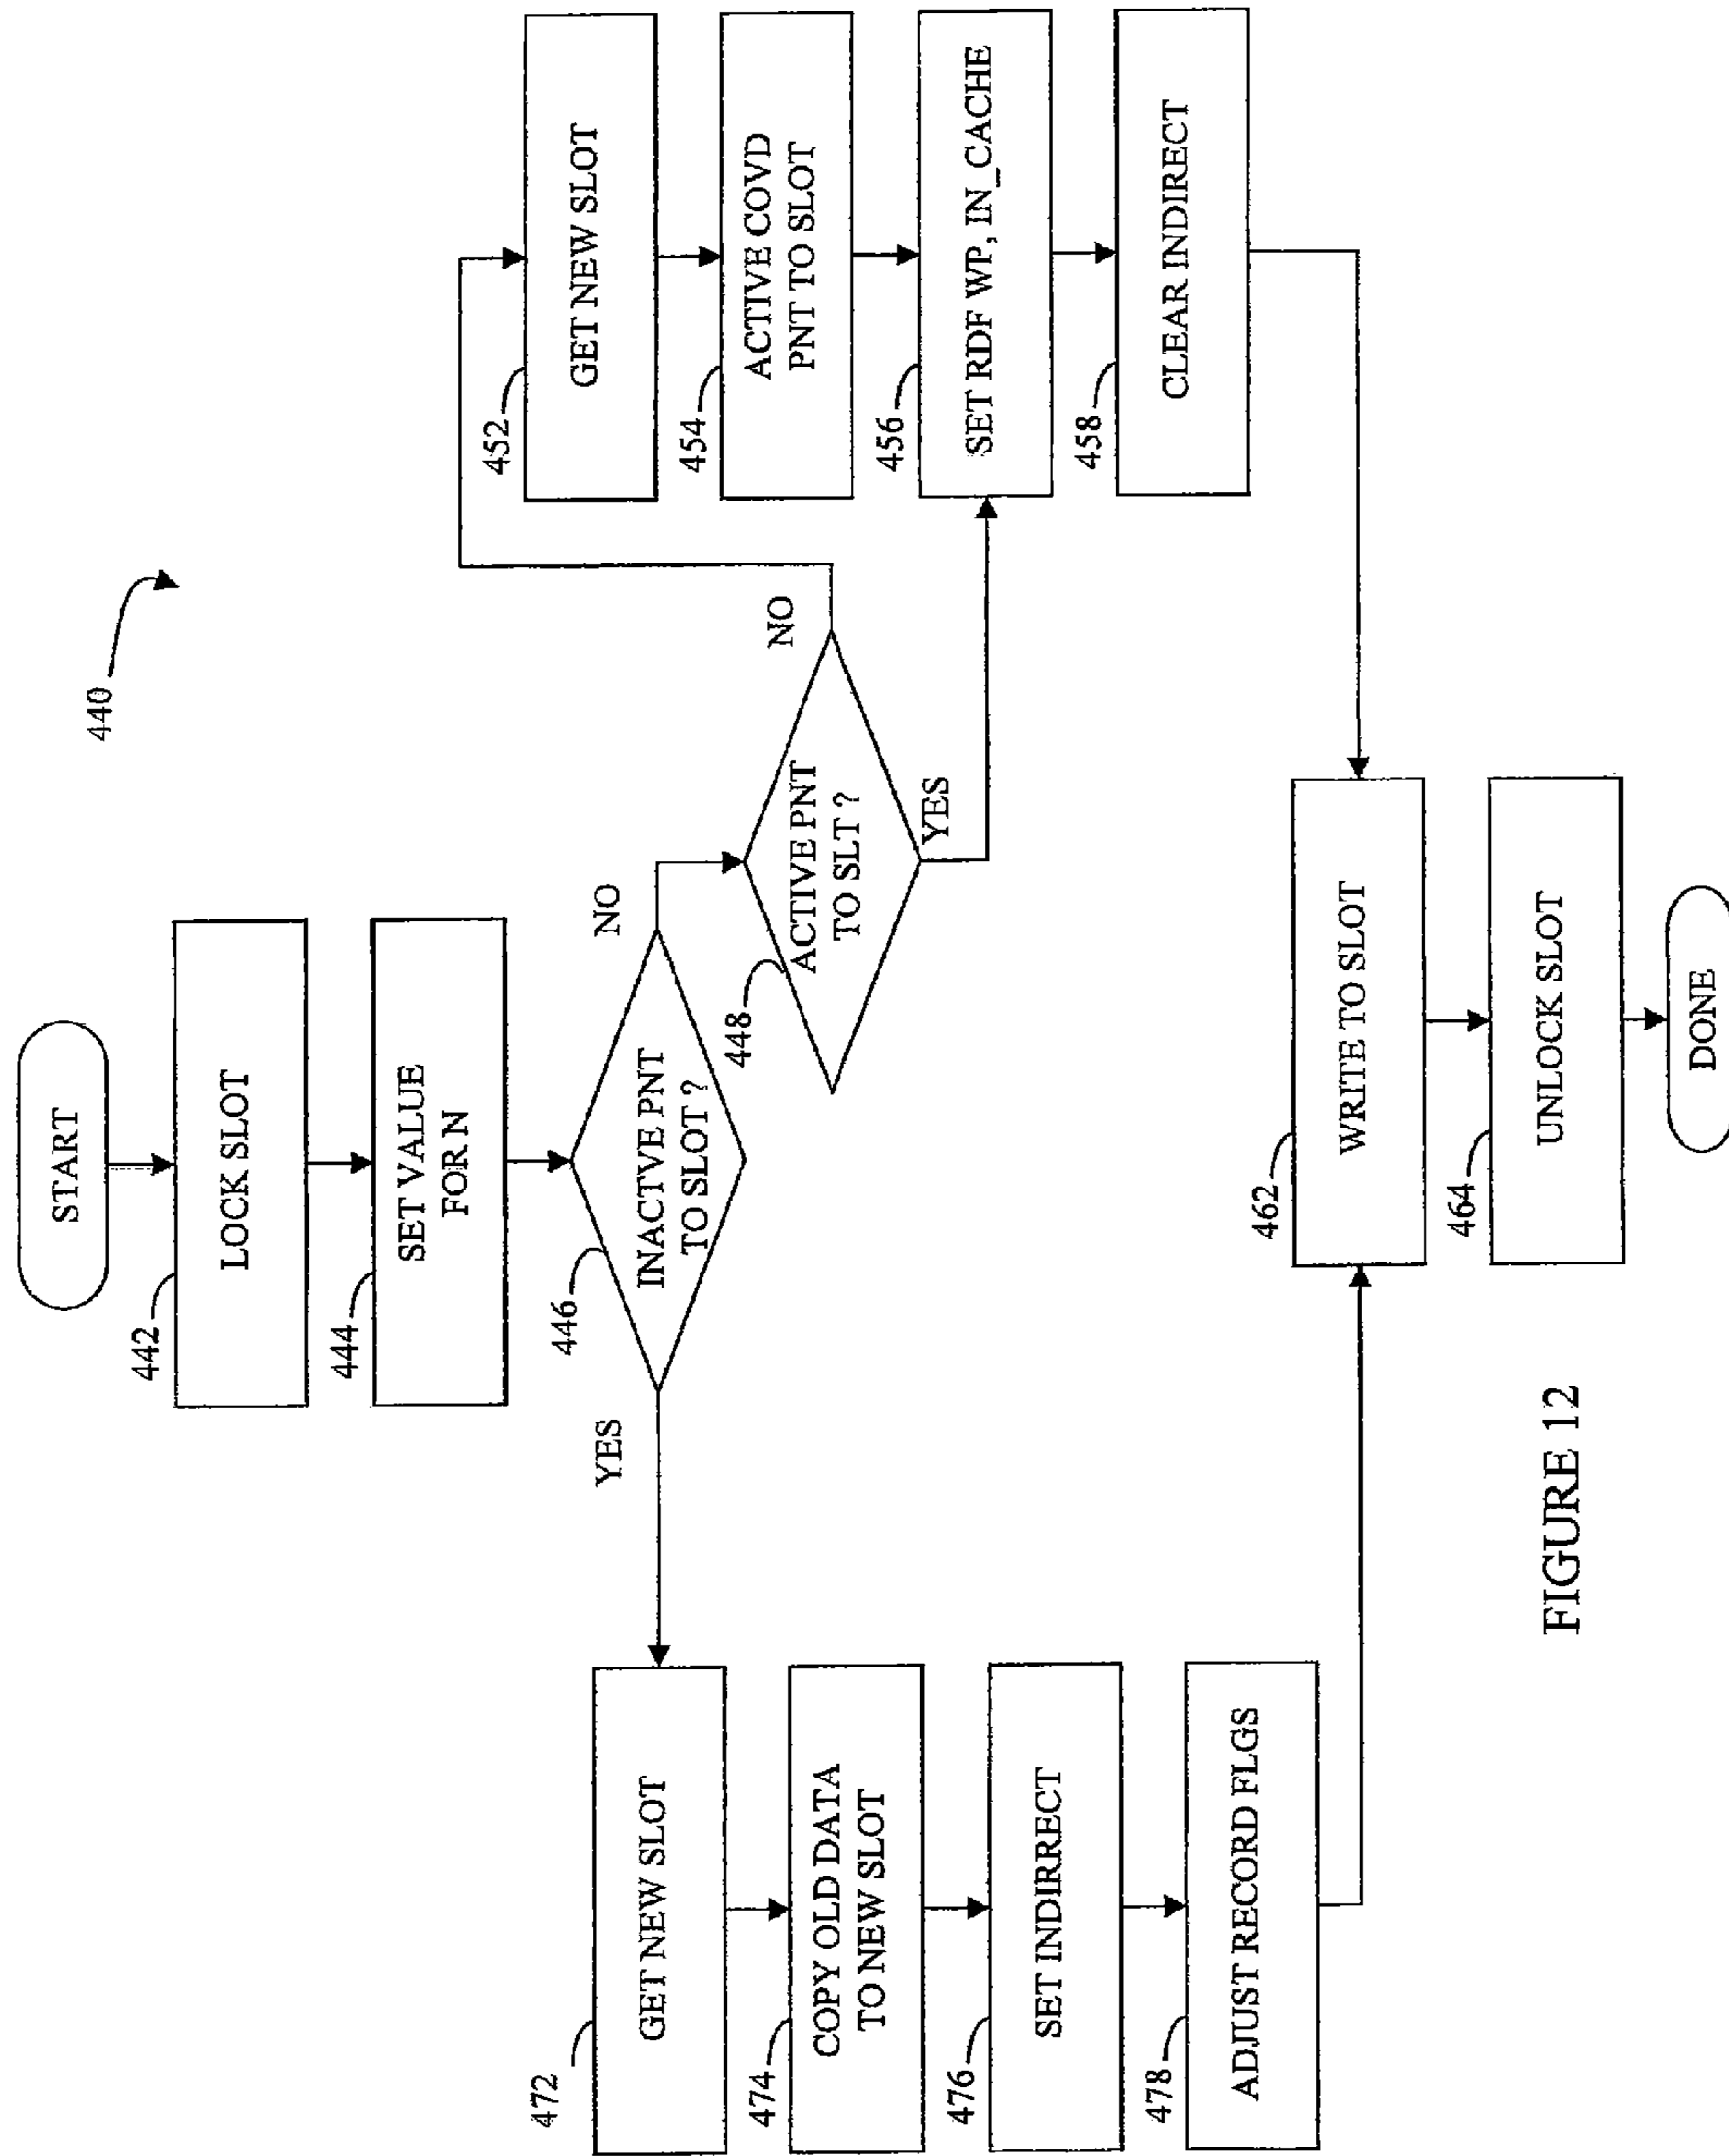 440
START
442
LOCK SLOT
444
SET VALUE
FOR N
446
INACTVE PNT
TO SLOT ?
YES
NO
448
ACTIVE PNT
TO SLT ?
NO
YES
452
GET NEW SLOT
454
ACTIVE COVD
PNT TO SLOT
456
SET RDF WP, IN_CACHE
458
CLEAR INDIRECT
472
GET NEW SLOT
474
COPY OLD DATA
TO NEW SLOT
476
SET INDIRRECT
478
ADJUST RECORD FLGS
462
WRITE TO SLOT
464
UNLOCK SLOT
DONE
FIGURE 12